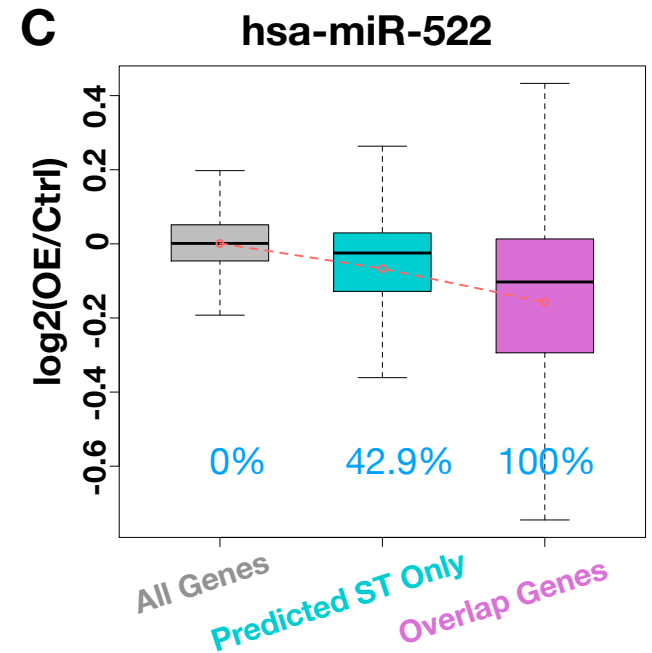 C
hsa-miR-522
log2(OE/Ctrl)
0.4
0.2
0
-0.2
-0.4
-0.6
0%
42.9%
100%
All Genes
Predicted ST Only
Overlap Genes